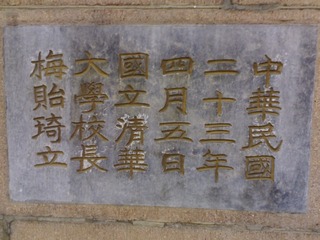 中華民國
二十三年
四月五日
國立清華
大學校長
梅貽琦立